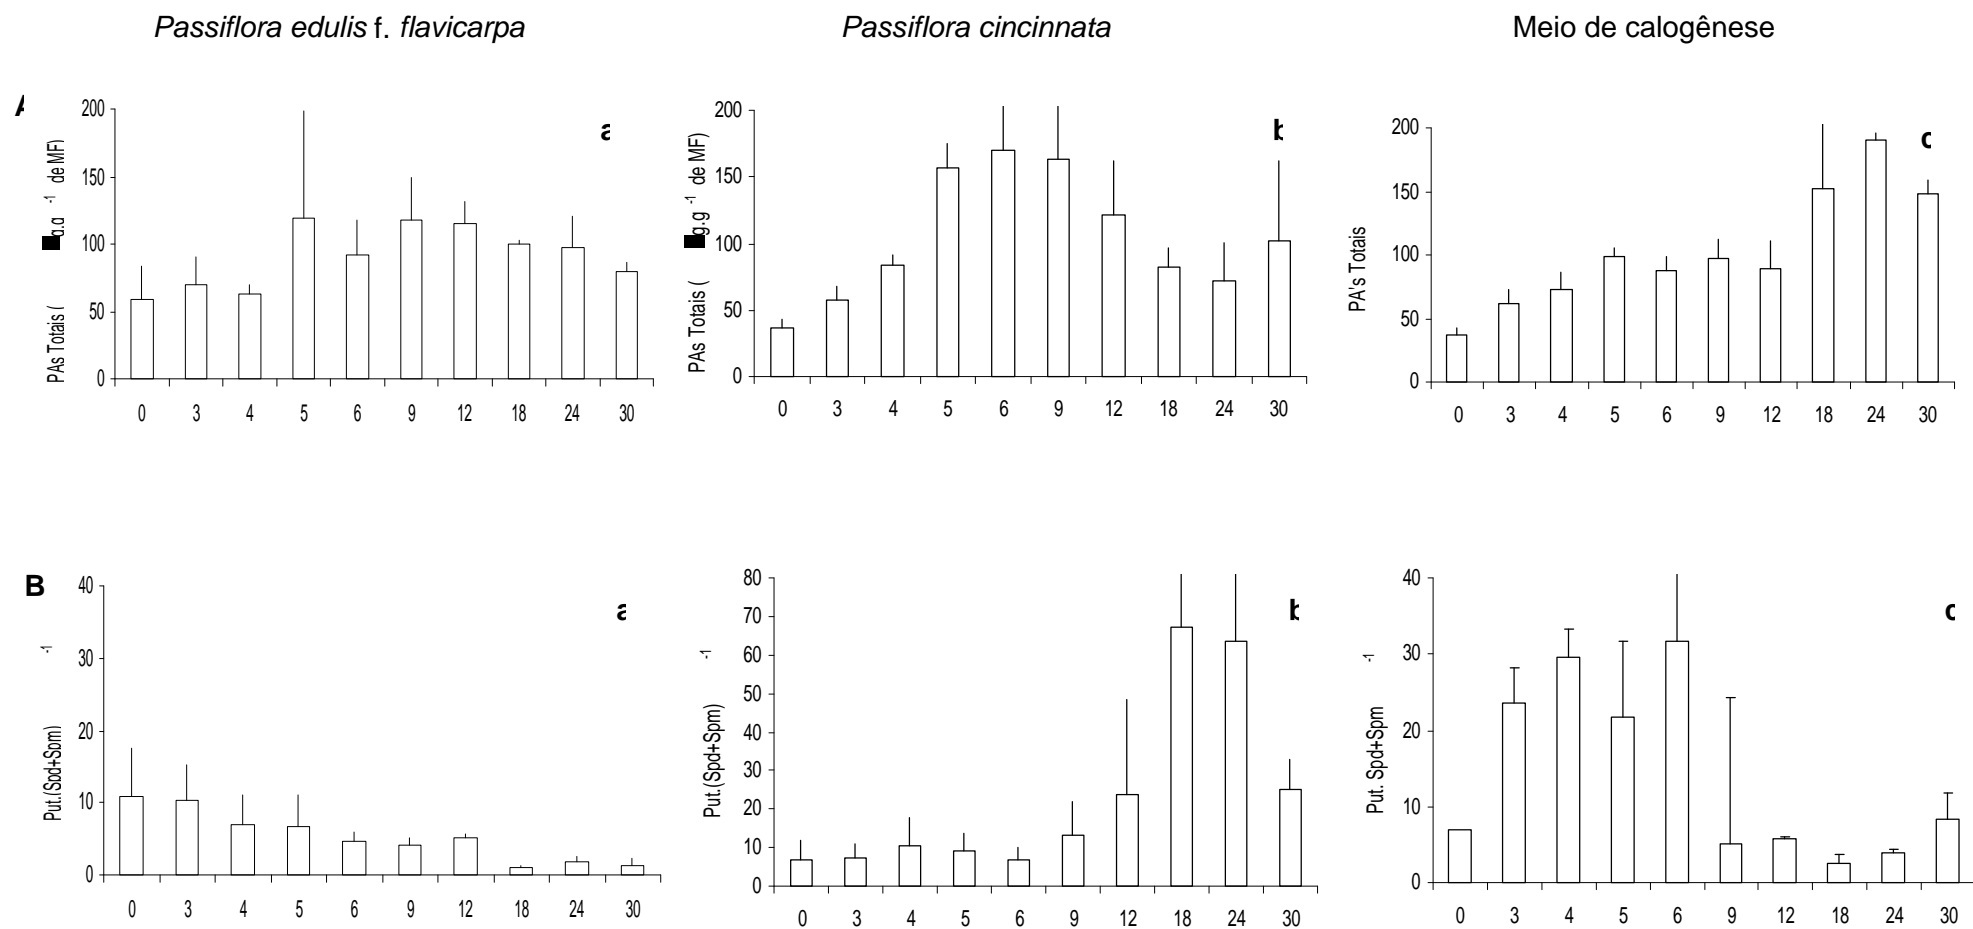 Passiflora edulis f. flavicarpa
Passiflora cincinnata
Meio de calogênese
200
150
100
50
0
PAs Totais (
-1 de MF)
a
0 3 4 5 6 9 12 18 24 30
200
150
100
50
0
PAs Totais (
g.g -1 de MF)
b
0 3 4 5 6 9 12 18 24 30
200
150
100
50
0
PA's Totais
c
0 3 4 5 6 9 12 18 24 30
B
40
30
20
10
0
Put.(Spd+Spm) -1
a
0 3 4 5 6 9 12 18 24 30
80
70
60
50
40
30
20
10
0
Put.(Spd+Spm) -1
b
0 3 4 5 6 9 12 18 24 30
40
30
20
10
0
Put. Spd+Spm -1
c
0 3 4 5 6 9 12 18 24 30